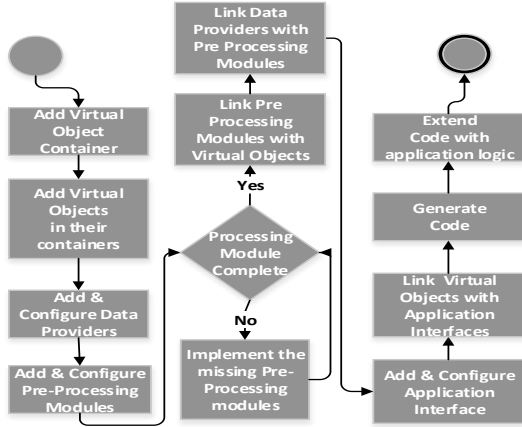 Add Virtual
Object
Container
Add Virtual
Objects
in their
containers
Add &
Configure Data
Providers
Add & Configure
Pre-Processing
Modules
Link Data
Providers with
Pre Processing
Modules
Link Pre
Processing
Modules with
Virtual Objects
Yes
Processing
Module
Complete
No
Implement the
missing Pre-
Processing
modules
Extend
Code with
application logic
Generate
Code
Link Virtual
Objects with
Application
Interfaces
Add & Configure
Application
Interface